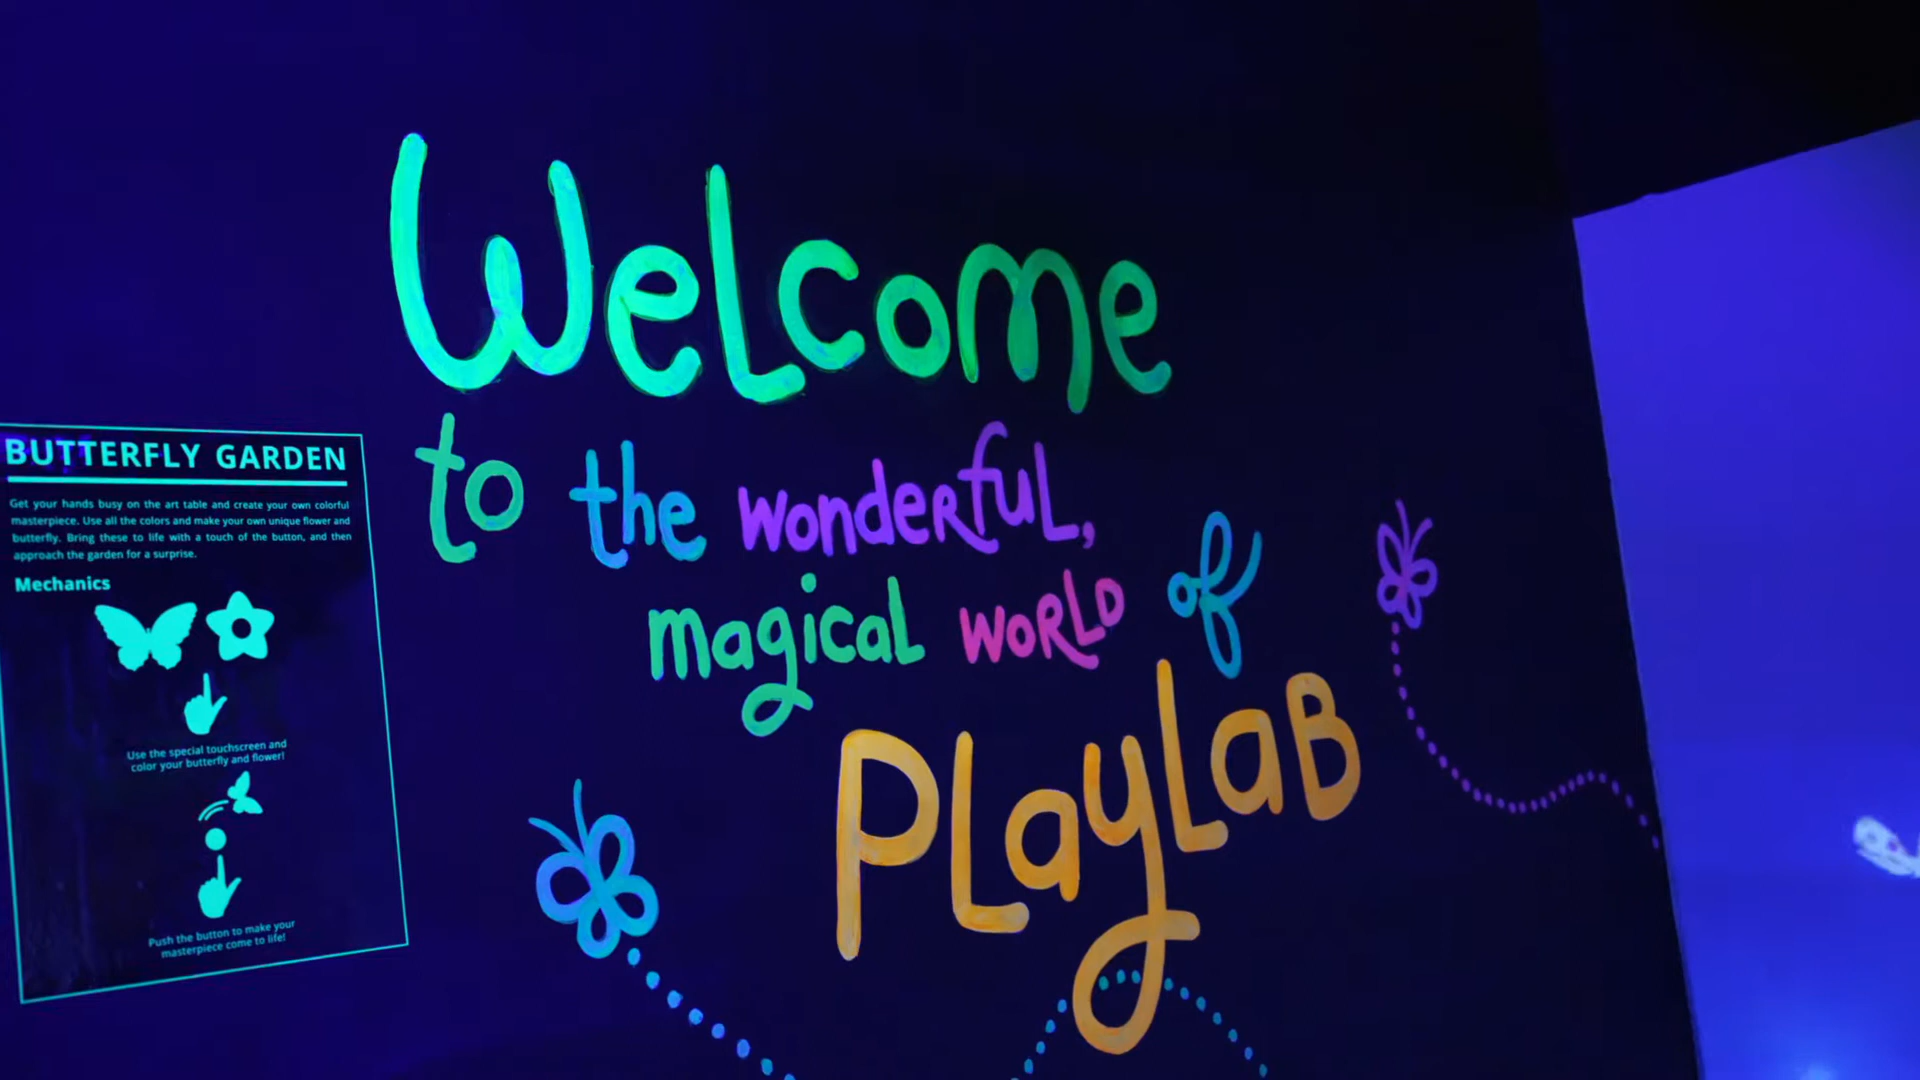 Welcome
to the wonderful,
magical world of
PLayLaB
BUTTERFLY GARDEN
Get your hands busy on the art table and create your own colorful
masterpiece. Use all the colors and make your own unique flower and
butterfly. Bring these to life with a touch of the button, and then
approach the garden for a surprise.
Mechanics
Use the special touchscreen and
color your butterfly and flower!
Push the button to make your
masterpiece come to life!